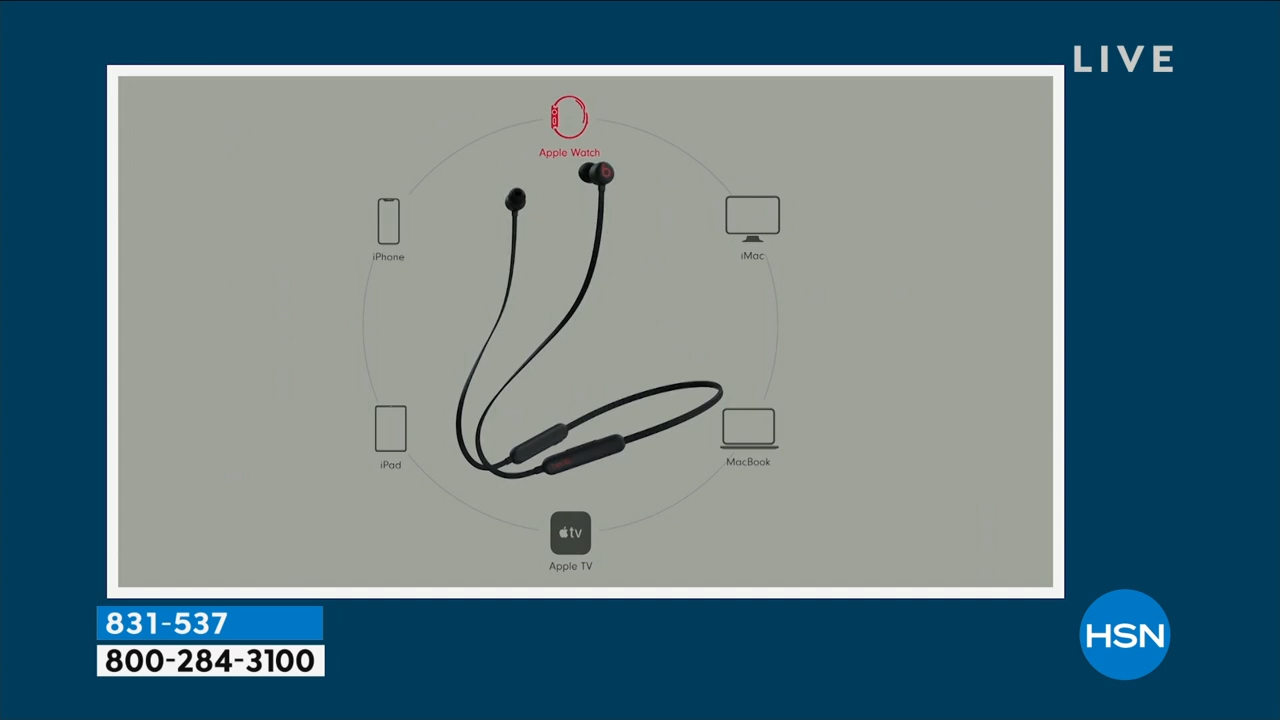 LIVE
Apple Watch
iPhone
iMac
iPad
MacBook
tv
Apple TV
831-537
800-284-3100
HSN